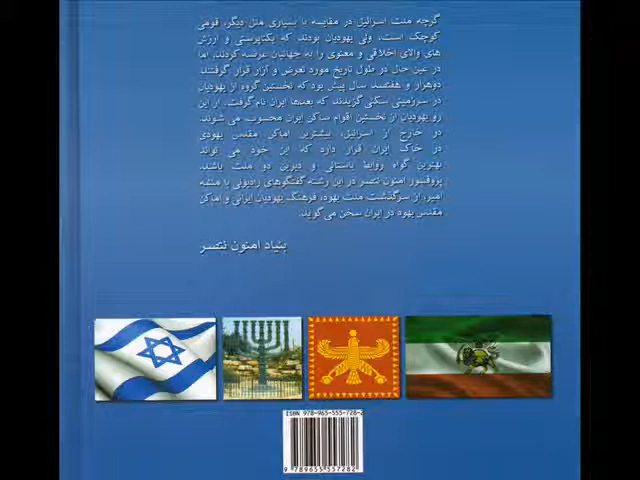 گرچه ملت اسرائیل در مقایسه با بسیاری ملل دیگر، قومی
کوچک است، ولی یهودیان بودند که یکتاپرستی و ارزش
های والای اخلاقی و معنوی را به جهانیان عرضه کردند، اما
در عین حال در طول تاریخ مورد تعرض و آزار قرار گرفتند.
دوهزار و هفتصد سال پیش بود که نخستین گروه از یهودیان
در سرزمینی سکنی گزیدند که بعدها ایران نام گرفت. از این
رو یهودیان از نخستین اقوام ساکن ایران محسوب می شوند.
در خارج از اسرائیل، بیشترین اماکن مقدس یهودی
در خاک ایران قرار دارد که این خود می تواند
بهترین گواه روابط باستانی و دیرین دو ملت باشد.
پروفسور امنون نتصر در این رشته گفتگوهای رادیوئی با منشه
امیر، از سرگذشت ملت یهود، فرهنگ یهودیان ایرانی و اماکن
مقدس یهود در ایران سخن می‌گوید.
بنیاد امنون نتصر
ISBN 978-965-555-728-2
9 789655 557282